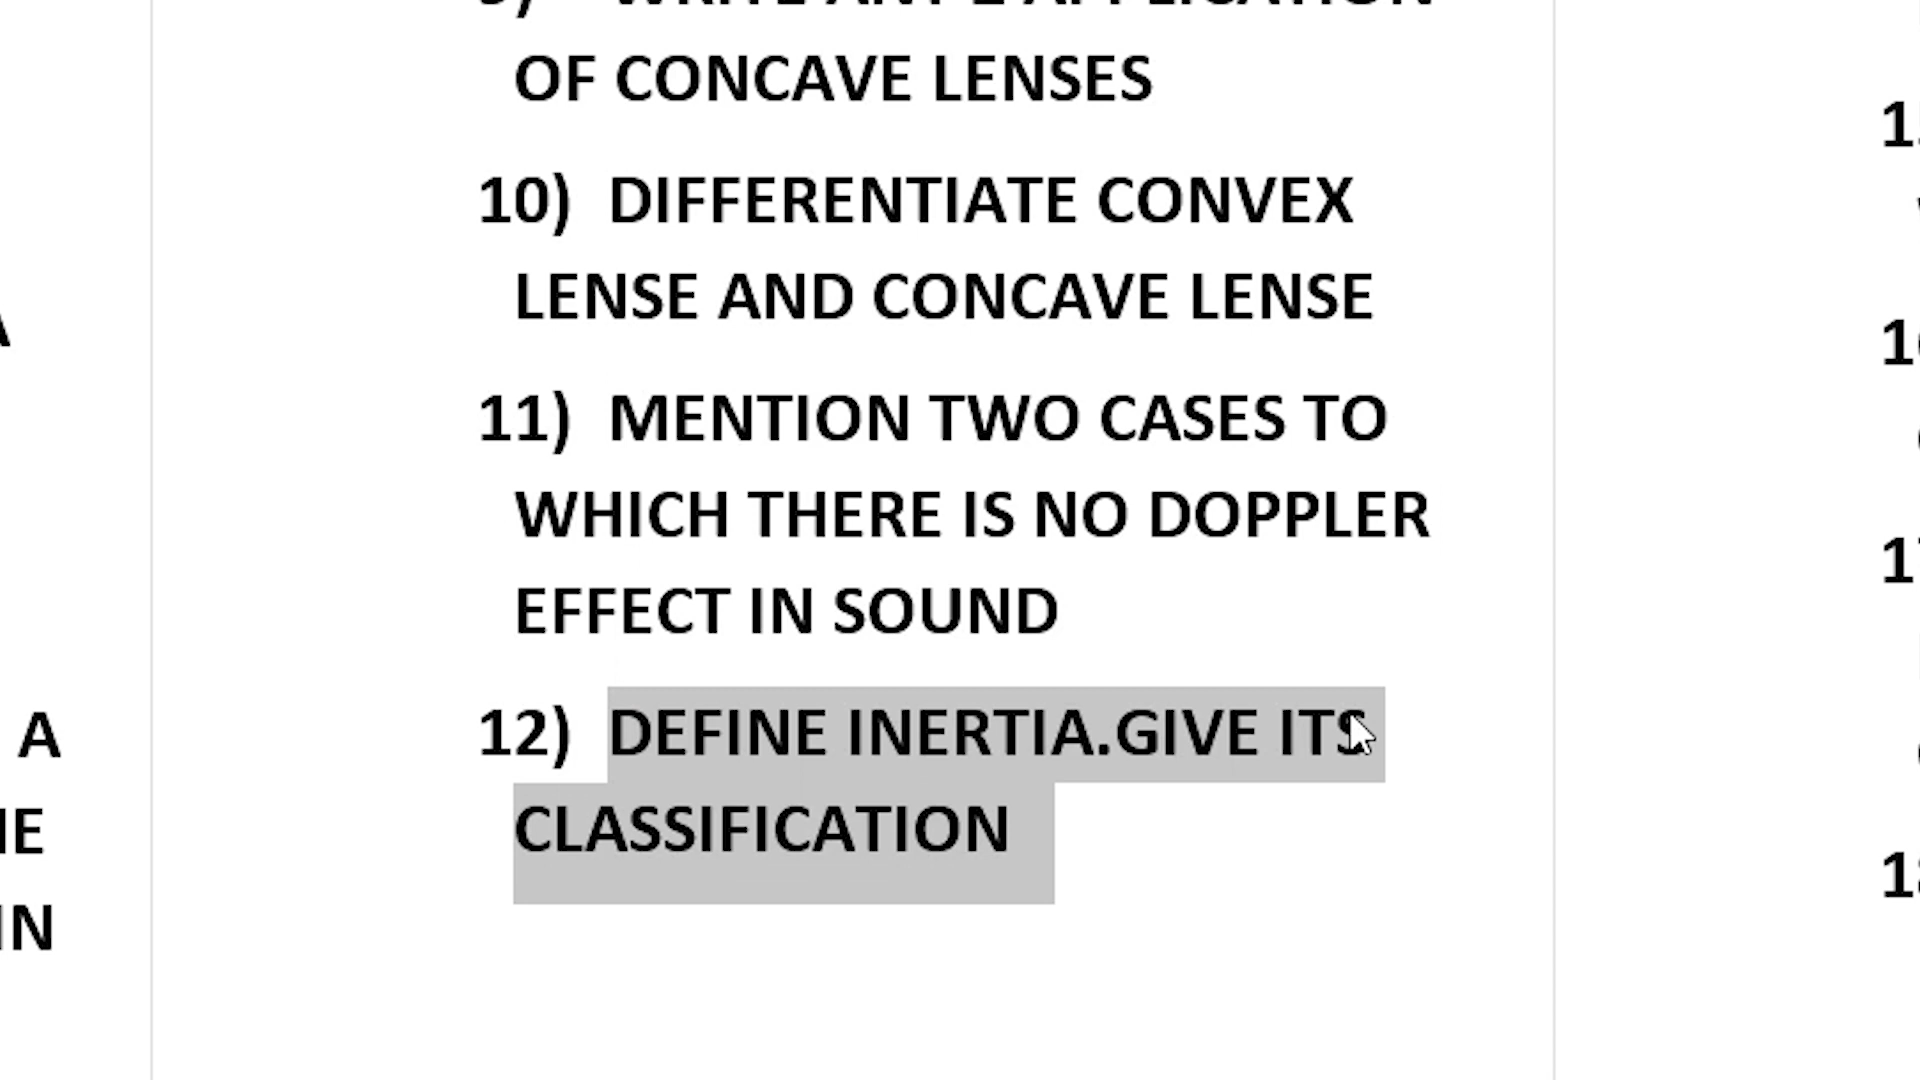 OF CONCAVE LENSES
10) DIFFERENTIATE CONVEX
LENSE AND CONCAVE LENSE
11) MENTION TWO CASES TO
WHICH THERE IS NO DOPPLER
EFFECT IN SOUND
12) DEFINE INERTIA.GIVE ITS
CLASSIFICATION
A
IN